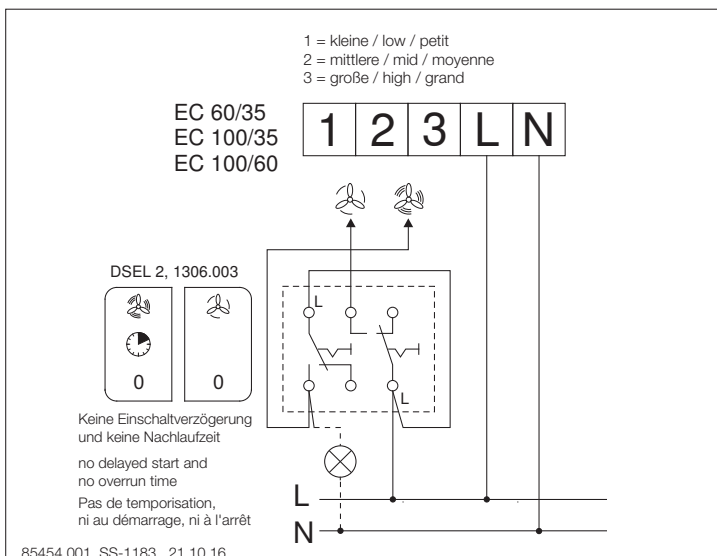 1 = kleine / low / petit
2 = mittlere / mid / moyenne
3 = große / high / grand
EC 60/35
EC 100/35
EC 100/60
1 2 3 L N
DSEL 2, 1306.003
0 0
L
L
Keine Einschaltverzögerung
und keine Nachlaufzeit
no delayed start and
no overrun time
Pas de temporisation,
ni au démarrage, ni à l'arrêt
L
N
85454.001 SS-1183 21.10.16